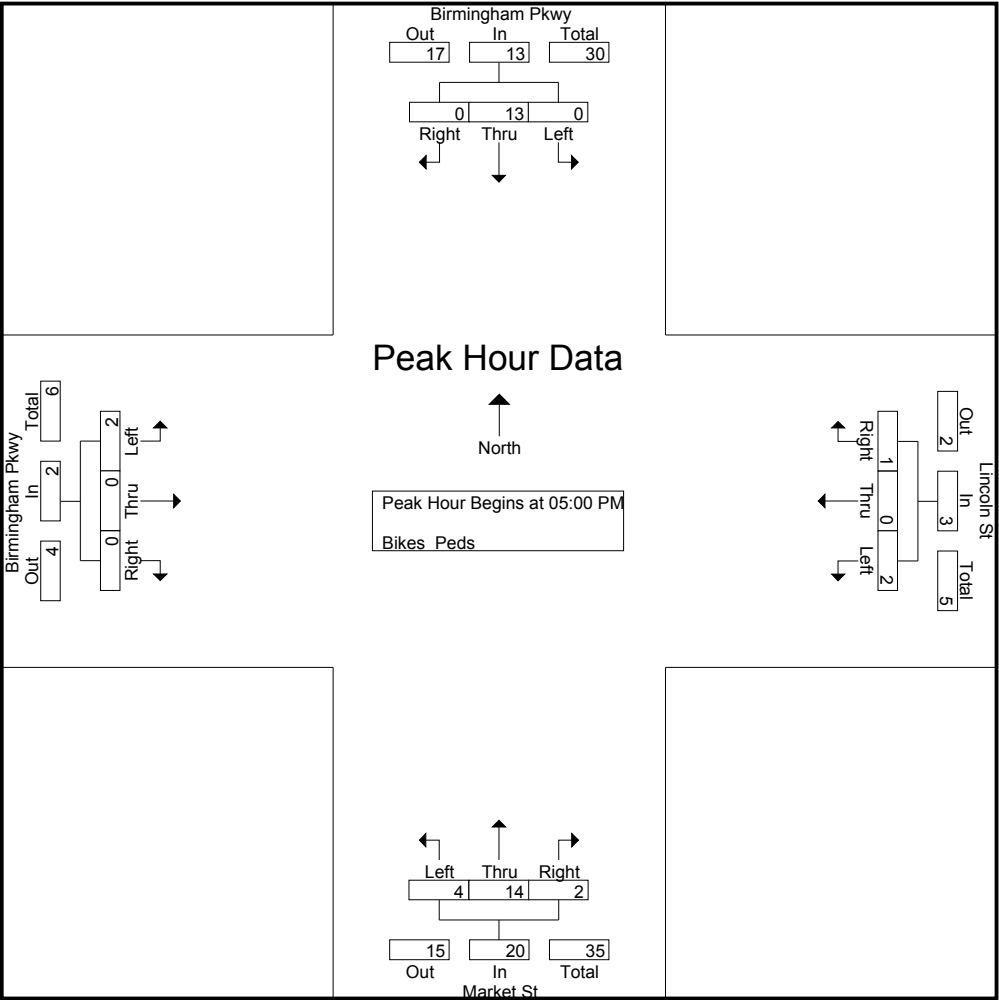 Birmingham Pkwy
Out In Total
17 13 30
0 13 0
Right Thru Left
Peak Hour Data
North
Peak Hour Begins at 05:00 PM
Bikes Peds
Birmingham Pkwy
Out In Total
4 2 6
0 0 2
Right Thru Left
Lincoln St
Out In Total
2 3 5
1 0 2
Right Thru Left
Left Thru Right
4 14 2
15 20 35
Out In Total
Market St